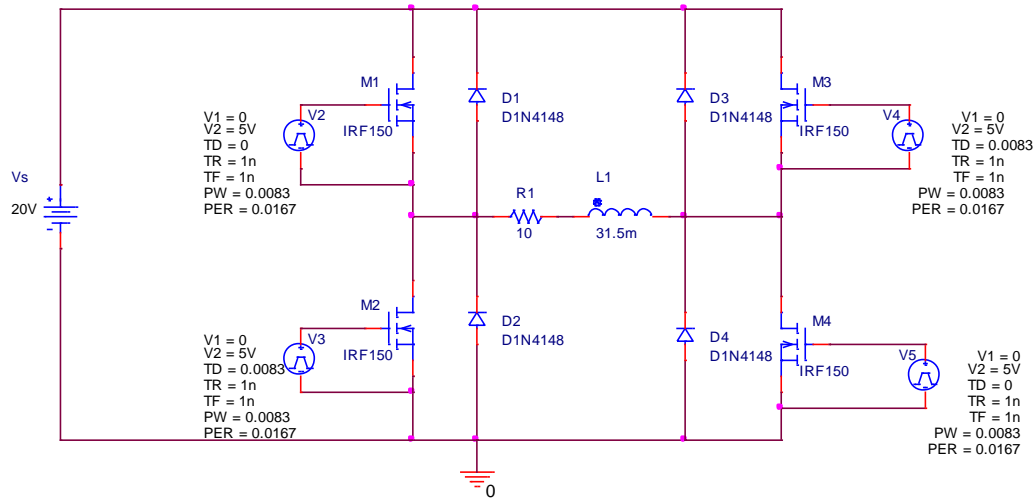 M1
IRF150
V2
V1 = 0
V2 = 5V
TD = 0
TR = 1n
TF = 1n
PW = 0.0083
PER = 0.0167
D1
D1N4148
D3
D1N4148
M3
IRF150
V4
V1 = 0
V2 = 5V
TD = 0.0083
TR = 1n
TF = 1n
PW = 0.0083
PER = 0.0167
Vs
+
20V
-
R1
10
L1
31.5m
M2
IRF150
V3
V1 = 0
V2 = 5V
TD = 0.0083
TR = 1n
TF = 1n
PW = 0.0083
PER = 0.0167
D2
D1N4148
D4
D1N4148
M4
IRF150
V5
V1 = 0
V2 = 5V
TD = 0
TR = 1n
TF = 1n
PW = 0.0083
PER = 0.0167
0